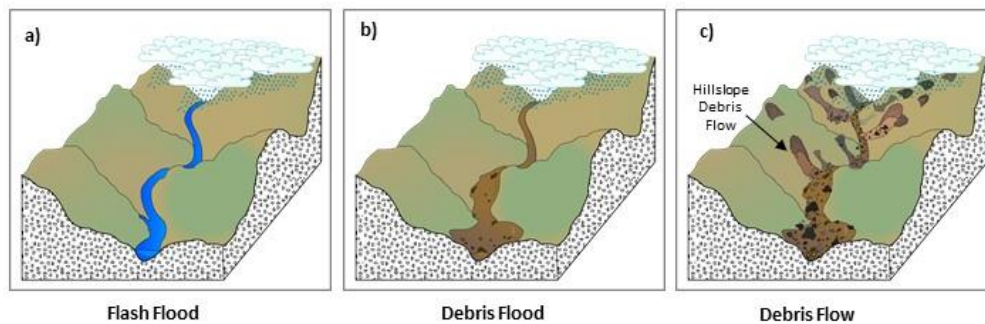 a)
b)
c)
Hillslope
Debris
Flow
Flash Flood
Debris Flood
Debris Flow